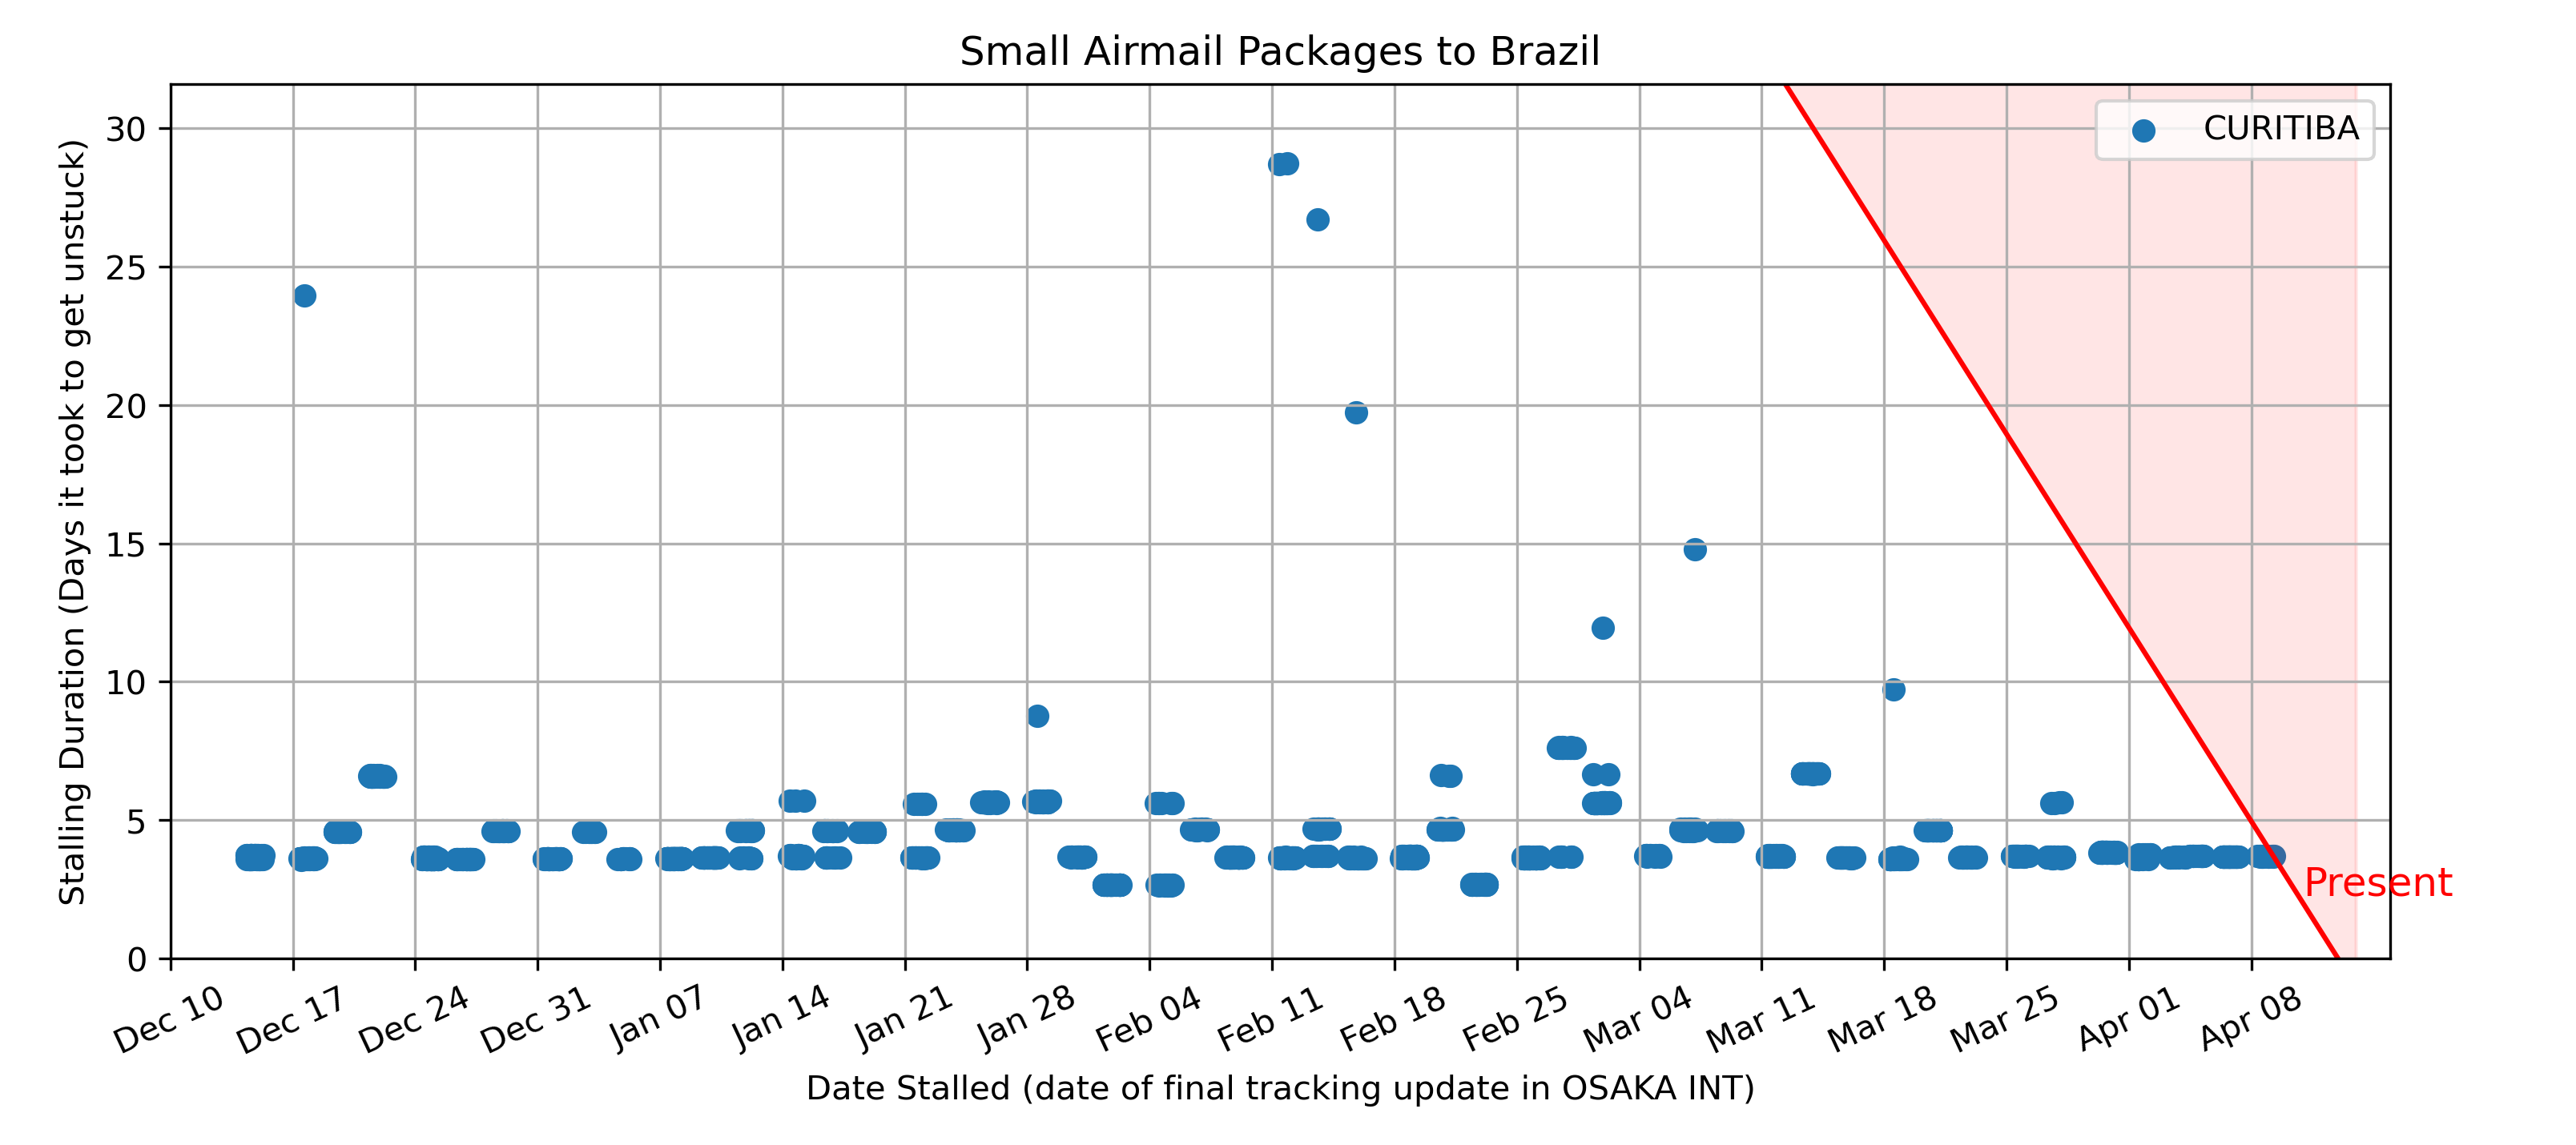 Small Airmail Packages to Brazil
Stalling Duration (Days it took to get unstuck)
30
25
20
15
10
5
0
CURITIBA
Present
Dec 10
Dec 17
Dec 24
Dec 31
Jan 07
Jan 14
Jan 21
Jan 28
Feb 04
Feb 11
Feb 18
Feb 25
Mar 04
Mar 11
Mar 18
Mar 25
Apr 01
Apr 08
Date Stalled (date of final tracking update in OSAKA INT)